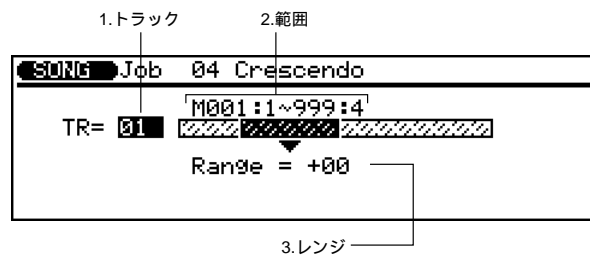 1.トラック 2.範囲
SONG Job 04 Crescendo
M001:1~999:4
TR= 01
Range = +00
3.レンジ